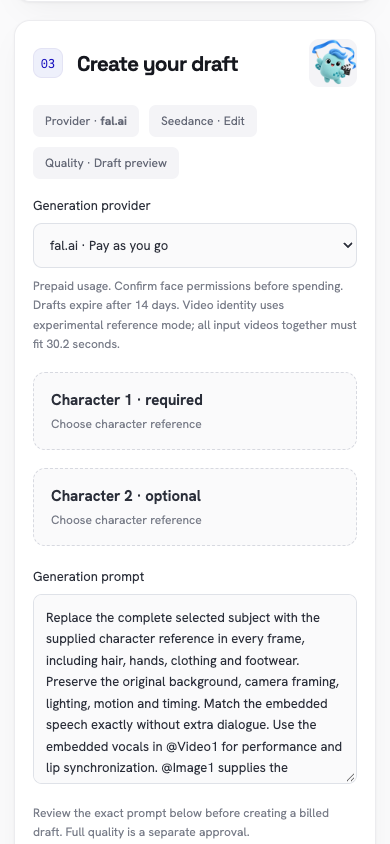 03
Create your draft
Provider · fal.ai
Seedance · Edit
Quality · Draft preview
Generation provider
fal.ai · Pay as you go
Prepaid usage. Confirm face permissions before spending.
Drafts expire after 14 days. Video identity uses
experimental reference mode; all input videos together must
fit 30.2 seconds.
Character 1 · required
Choose character reference
Character 2 · optional
Choose character reference
Generation prompt
Replace the complete selected subject with the
supplied character reference in every frame,
including hair, hands, clothing and footwear.
Preserve the original background, camera framing,
lighting, motion and timing. Match the embedded
speech exactly without extra dialogue. Use the
embedded vocals in @Video1 for performance and
lip synchronization. @Image1 supplies the
Review the exact prompt below before creating a billed
draft. Full quality is a separate approval.